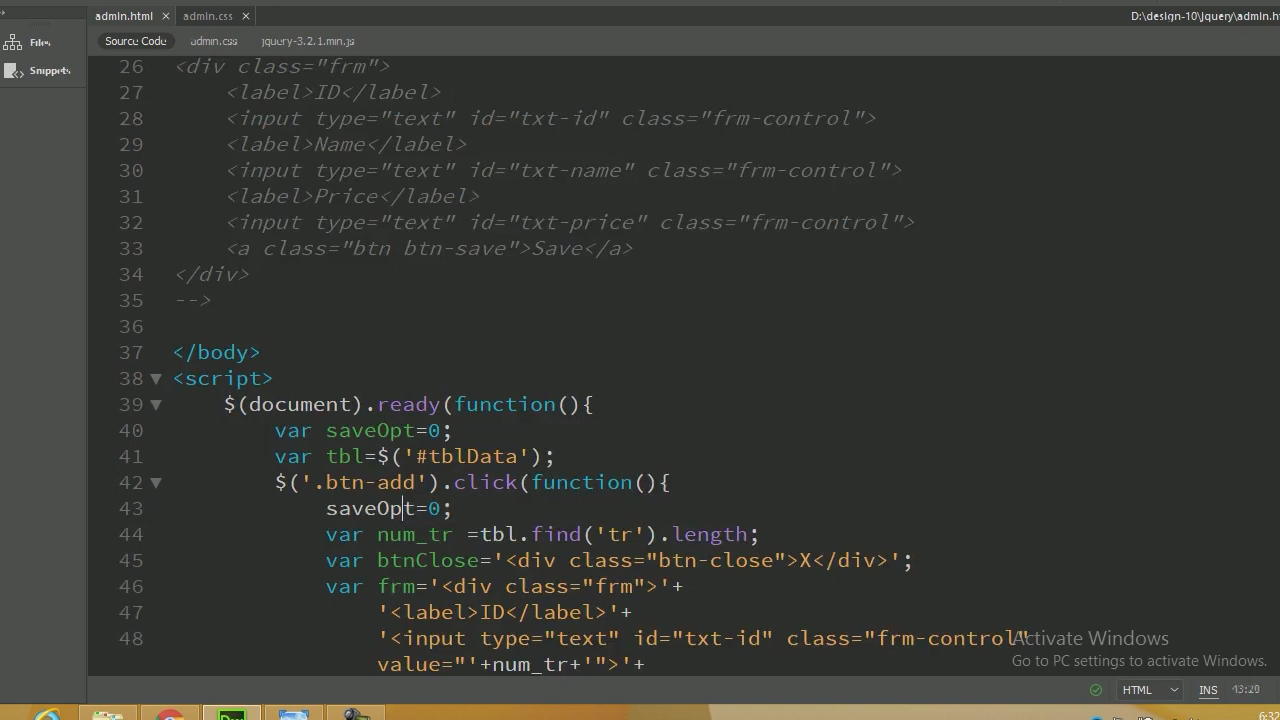 admin.html × admin.css × D:\design-10\jquery\admin.ht
Files Source Code admin.css jquery-3.2.1.min.js
Snippets
26 <div class="frm">
27 <label>ID</label>
28 <input type="text" id="txt-id" class="frm-control">
29 <label>Name</label>
30 <input type="text" id="txt-name" class="frm-control">
31 <label>Price</label>
32 <input type="text" id="txt-price" class="frm-control">
33 <a class="btn btn-save">Save</a>
34 </div>
35 -->
36
37 </body>
38 <script>
39 $(document).ready(function(){
40 var saveOpt=0;
41 var tbl=$('#tblData');
42 $('.btn-add').click(function(){
43 saveOpt=0;
44 var num_tr =tbl.find('tr').length;
45 var btnClose='<div class="btn-close">X</div>';
46 var frm='<div class="frm">'+
47 '<label>ID</label>'+
48 '<input type="text" id="txt-id" class="frm-control"
value="'+num_tr+'">'+
Activate Windows
Go to PC settings to activate Windows.
HTML INS 43:20
6:32